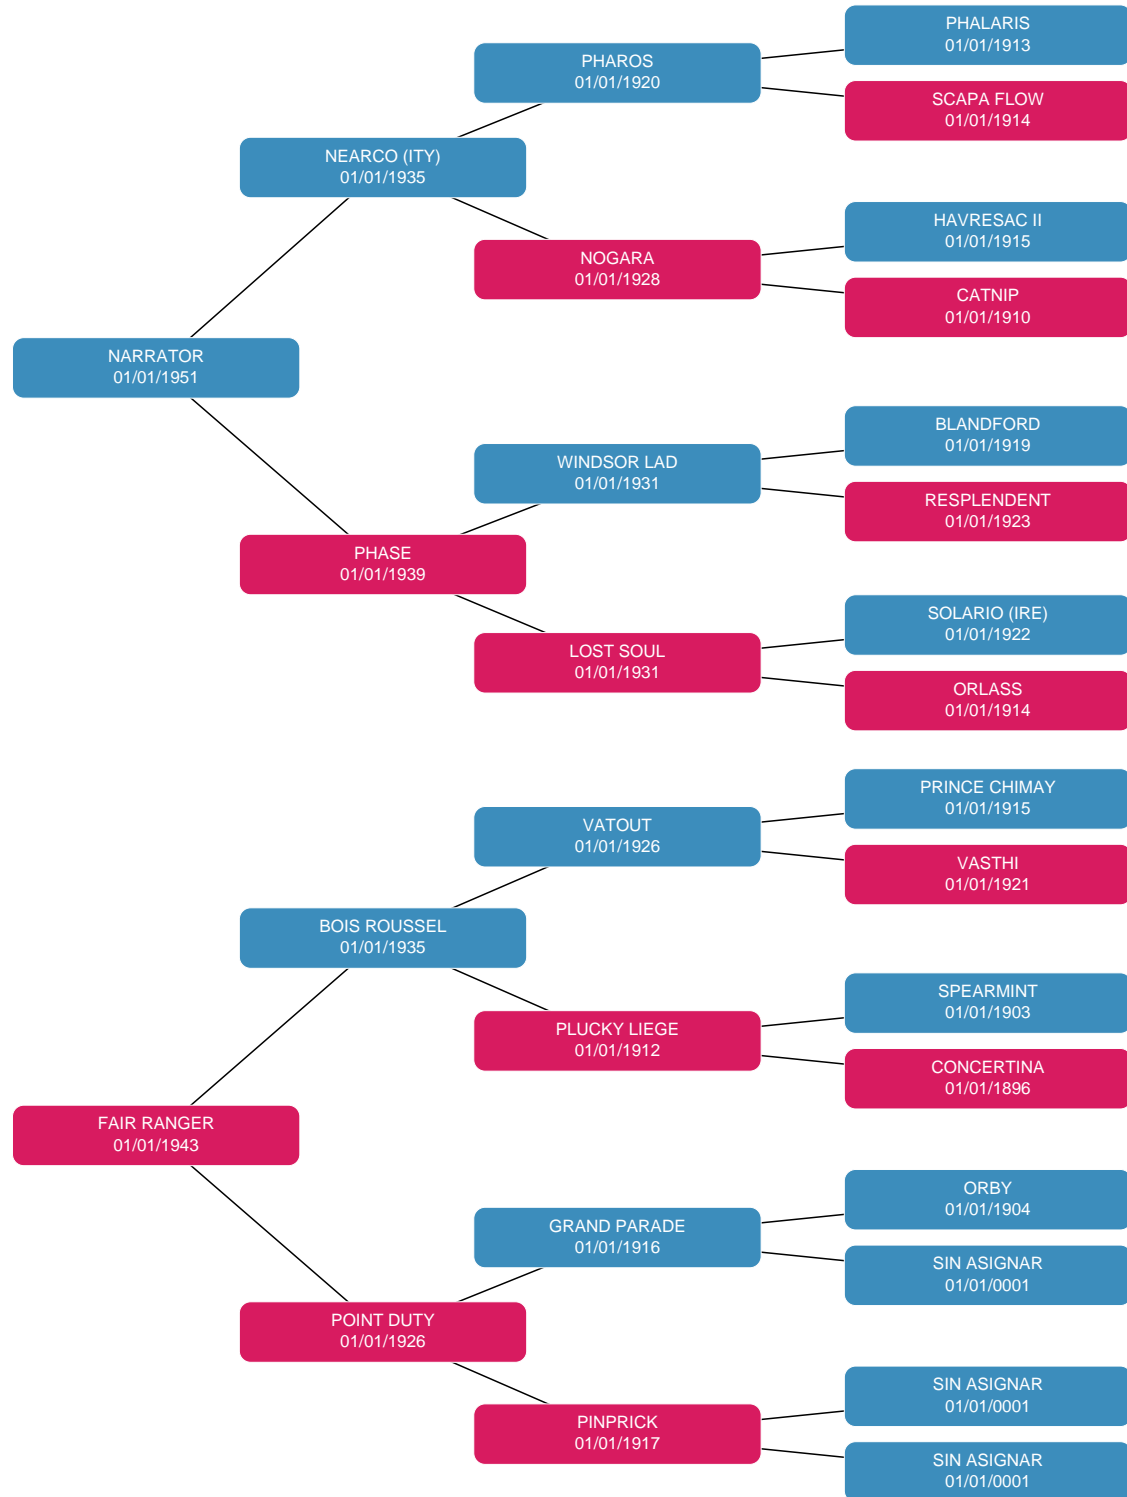 PHALARIS
01/01/1913
PHAROS
01/01/1920
SCAPA FLOW
01/01/1914
NEARCO (ITY)
01/01/1935
HAVRESAC II
01/01/1915
NOGARA
01/01/1928
CATNIP
01/01/1910
NARRATOR
01/01/1951
BLANDFORD
01/01/1919
WINDSOR LAD
01/01/1931
RESPLENDENT
01/01/1923
PHASE
01/01/1939
SOLARIO (IRE)
01/01/1922
LOST SOUL
01/01/1931
ORLASS
01/01/1914
PRINCE CHIMAY
01/01/1915
VATOUT
01/01/1926
VASTHI
01/01/1921
BOIS ROUSSEL
01/01/1935
SPEARMINT
01/01/1903
PLUCKY LIEGE
01/01/1912
CONCERTINA
01/01/1896
FAIR RANGER
01/01/1943
ORBY
01/01/1904
GRAND PARADE
01/01/1916
SIN ASIGNAR
01/01/0001
POINT DUTY
01/01/1926
SIN ASIGNAR
01/01/0001
PINPRICK
01/01/1917
SIN ASIGNAR
01/01/0001